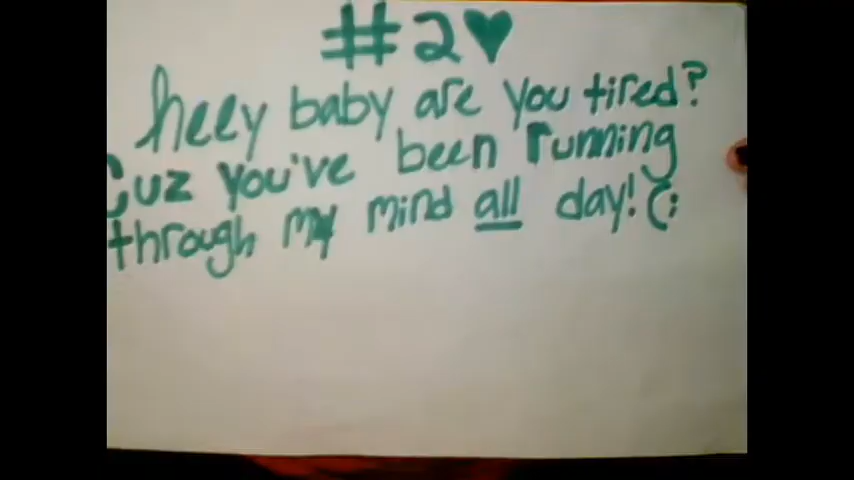 #2♥
heey baby are you tired?
Cuz you've been running
through my mind all day! (: